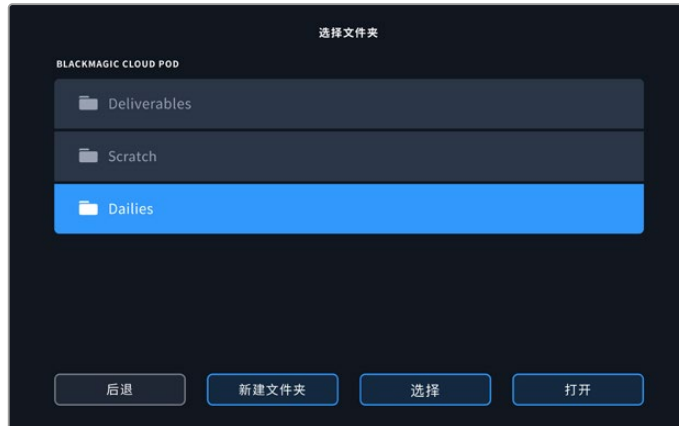 选择文件夹
BLACKMAGIC CLOUD POD
Deliverables
Scratch
Dailies
后退 新建文件夹 选择 打开